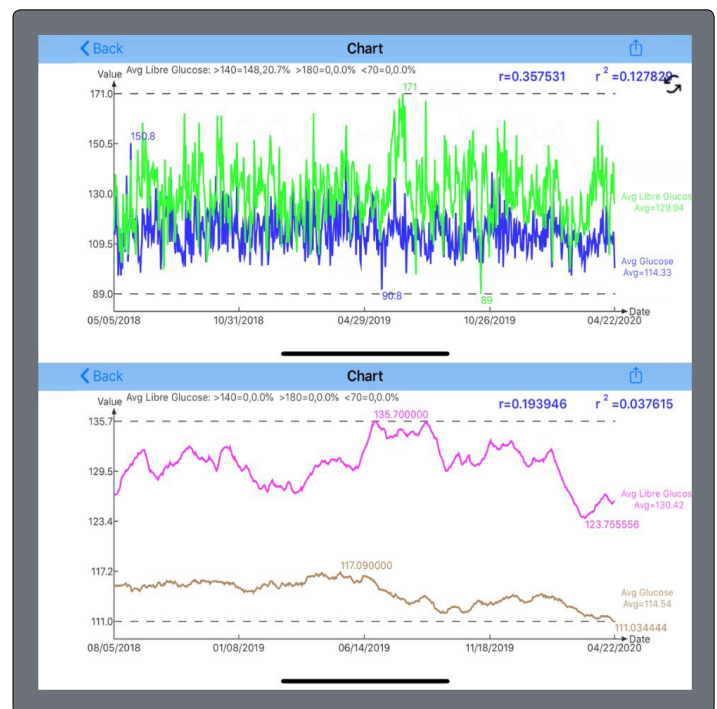 Back Chart
Value Avg Libre Glucose: >140=148,20.7% >180=0,0.0% <70=0,0.0%
r=0.357531 r²=0.127829
171
171.0
150.8
150.5
130.0
Avg Libre Glucos
Avg=129.94
109.5
Avg Glucose
Avg=114.33
90.8
89
89.0
Date
05/05/2018 10/31/2018 04/29/2019 10/26/2019 04/22/2020
Back Chart
Value Avg Libre Glucose: >140=0,0.0% >180=0,0.0% <70=0,0.0%
r=0.193946 r²=0.037615
135.700000
135.7
129.5
Avg Libre Glucos
Avg=130.42
123.4
123.755556
117.2
117.090000
Avg Glucose
Avg=114.54
111.0
111.034444
Date
08/05/2018 01/08/2019 06/14/2019 11/18/2019 04/22/2020